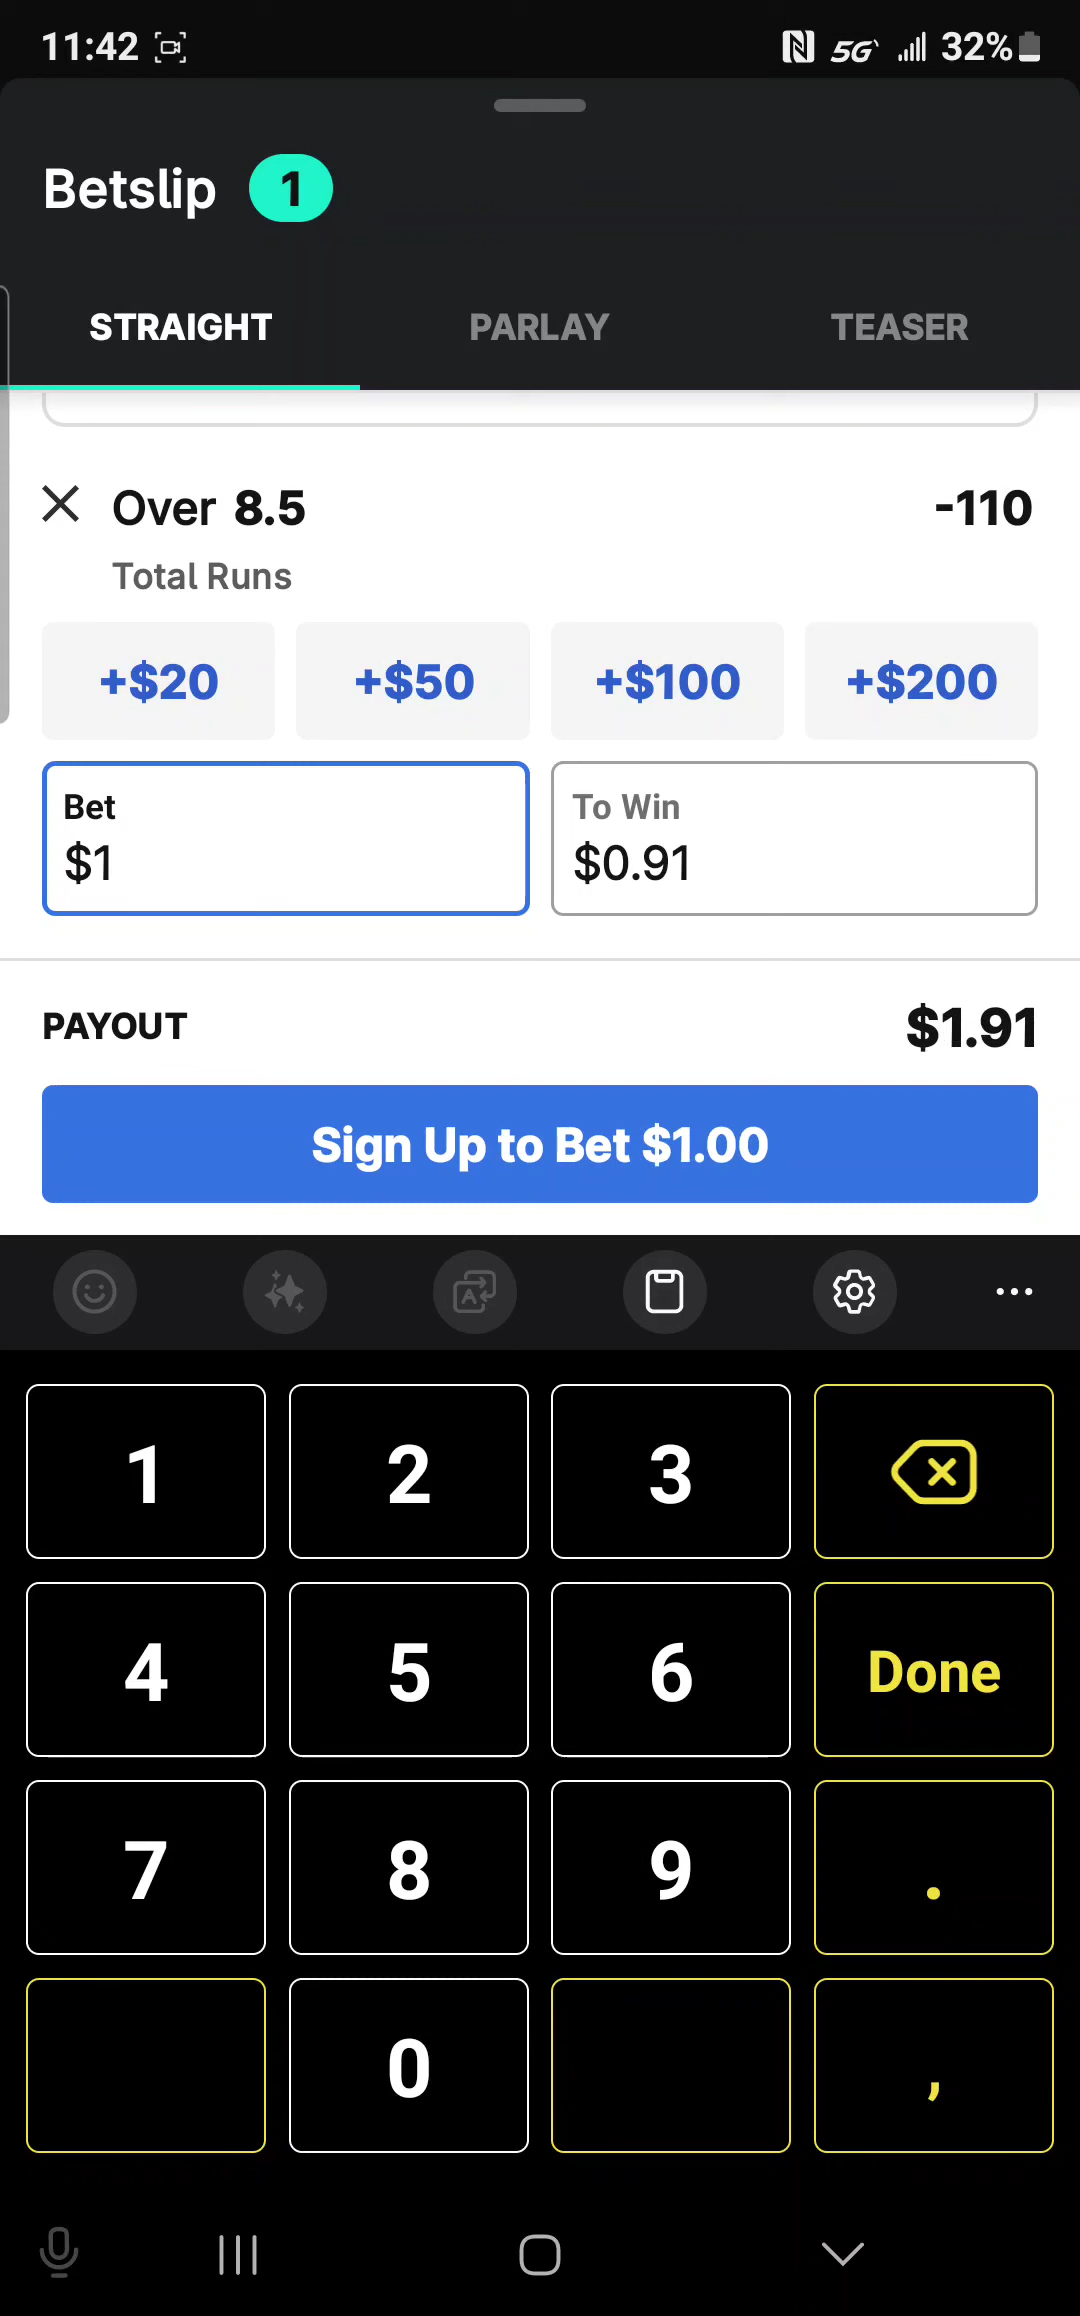 11:42 5G 32%
Betslip 1
STRAIGHT PARLAY TEASER
Over 8.5 -110
Total Runs
+$20 +$50 +$100 +$200
Bet To Win
$1 $0.91
PAYOUT $1.91
Sign Up to Bet $1.00
1 2 3
4 5 6 Done
7 8 9 .
0 ,